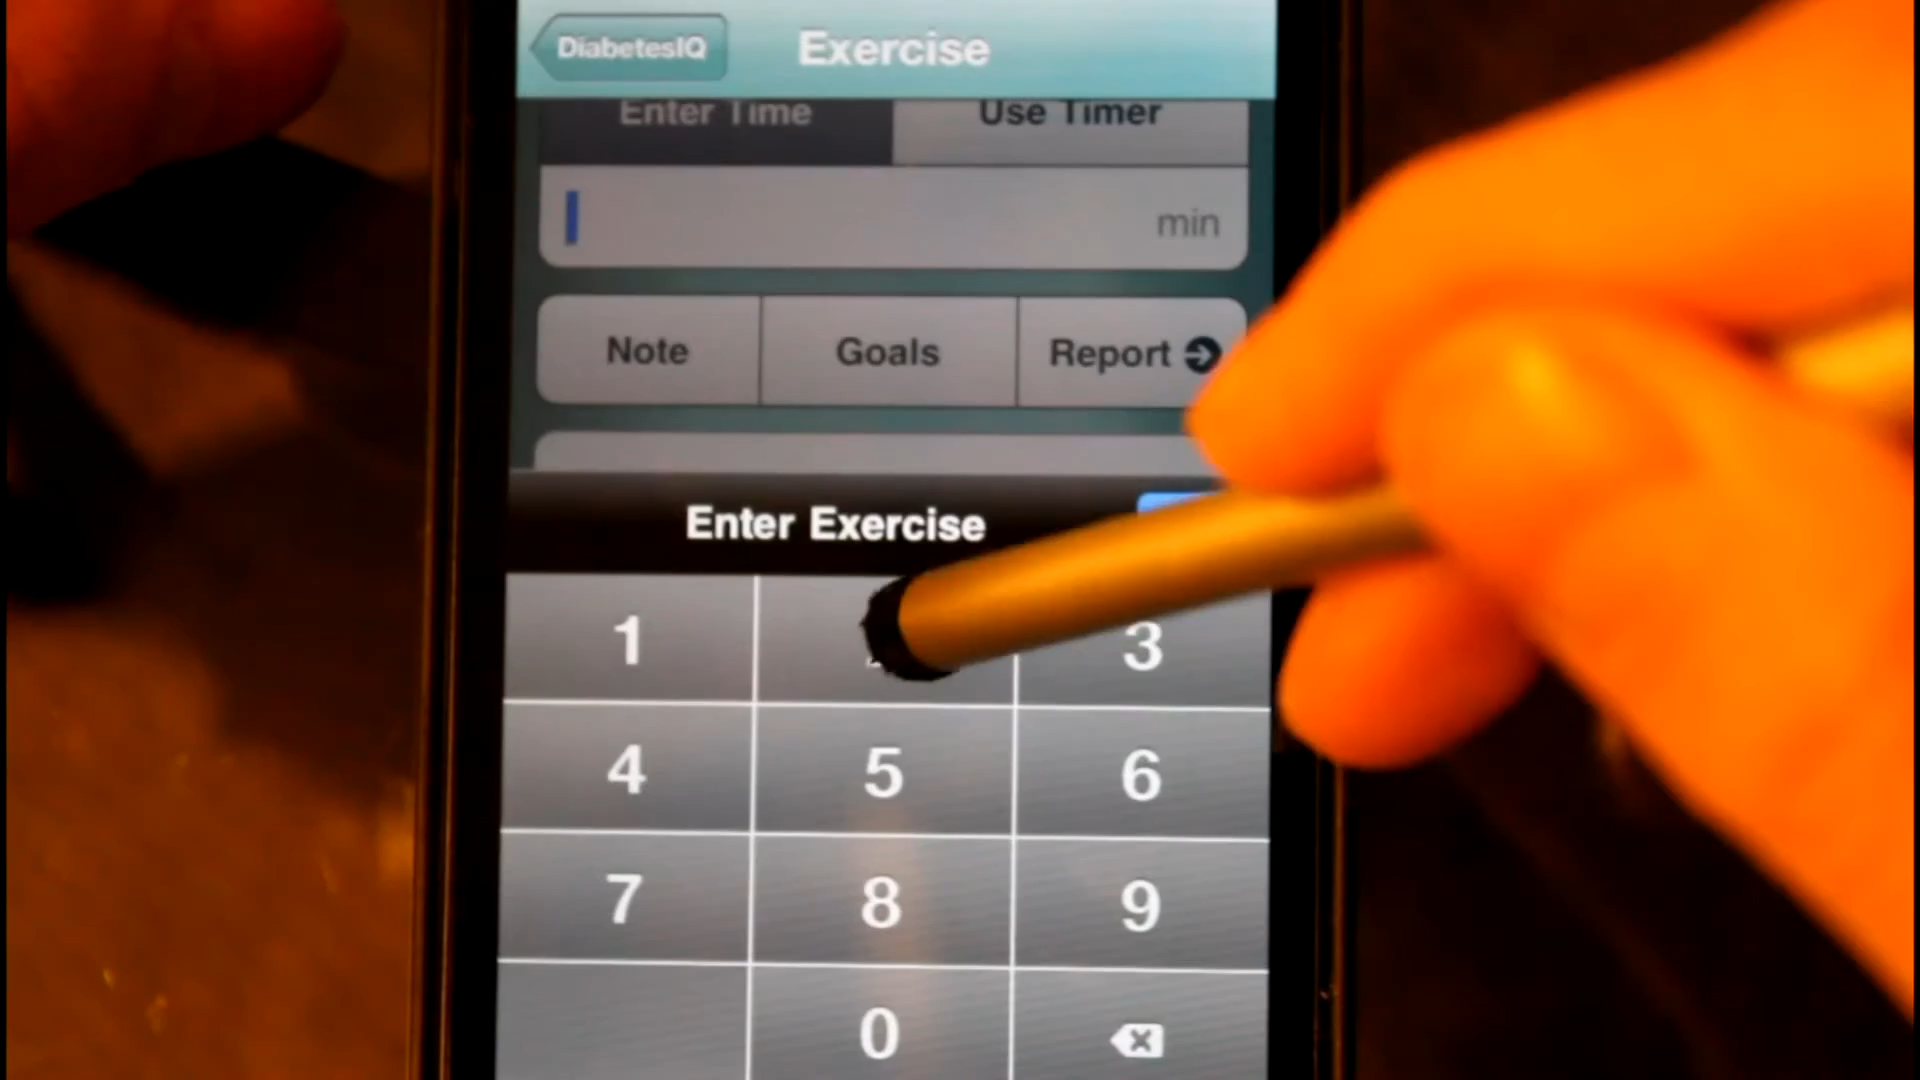 DiabetesIQ Exercise
Enter Time Use Timer
min
Note Goals Report
Enter Exercise
1 3
4 5 6
7 8 9
0